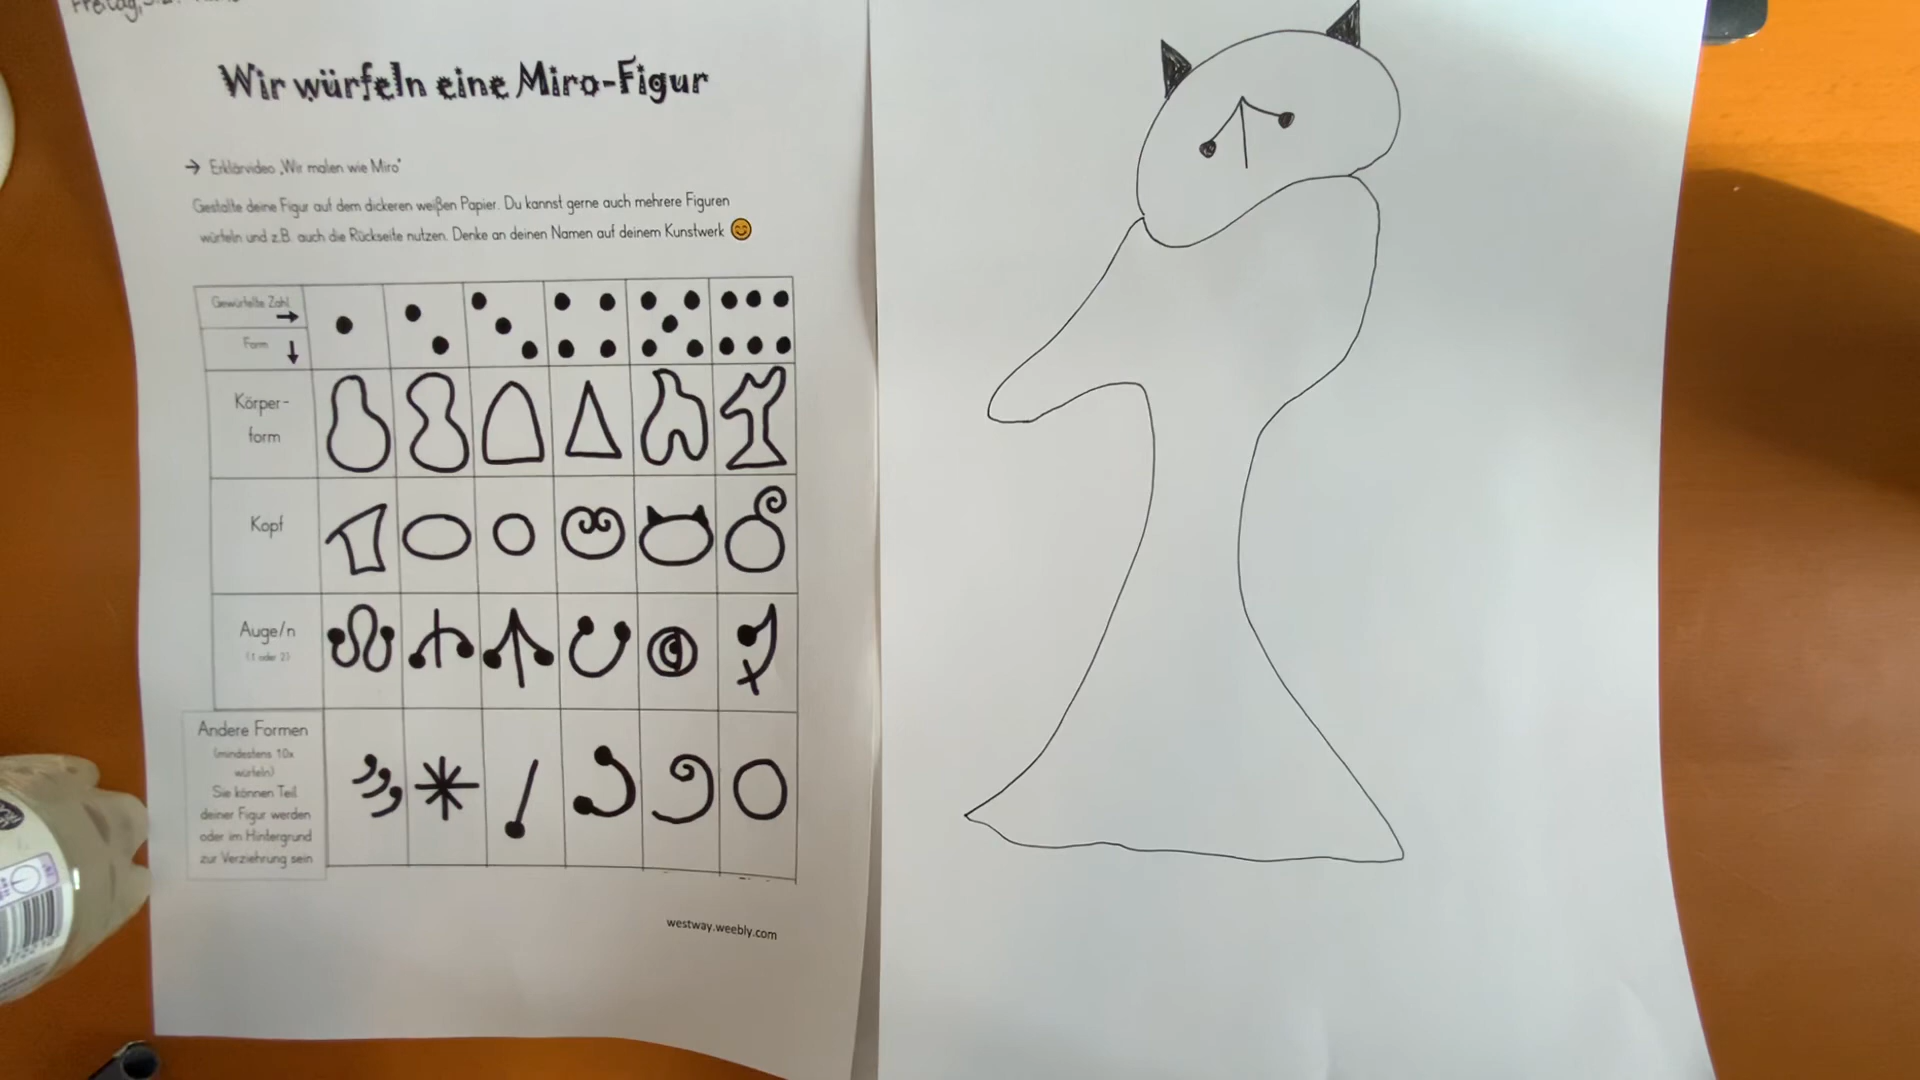 Freitag,
Wir würfeln eine Miro-Figur
→ Erklärvideo „Wir malen wie Miro“
Gestalte deine Figur auf dem dickeren weißen Papier. Du kannst gerne auch mehrere Figuren
würfeln und z.B. auch die Rückseite nutzen. Denke an deinen Namen auf deinem Kunstwerk 😊
Gewürfelte Zahl
Form
Körper-
form
Kopf
Auge/n
(1 oder 2)
Andere Formen
(mindestens 10x
würfeln)
Sie können Teil
deiner Figur werden
oder im Hintergrund
zur Verziehrung sein
westway.weebly.com